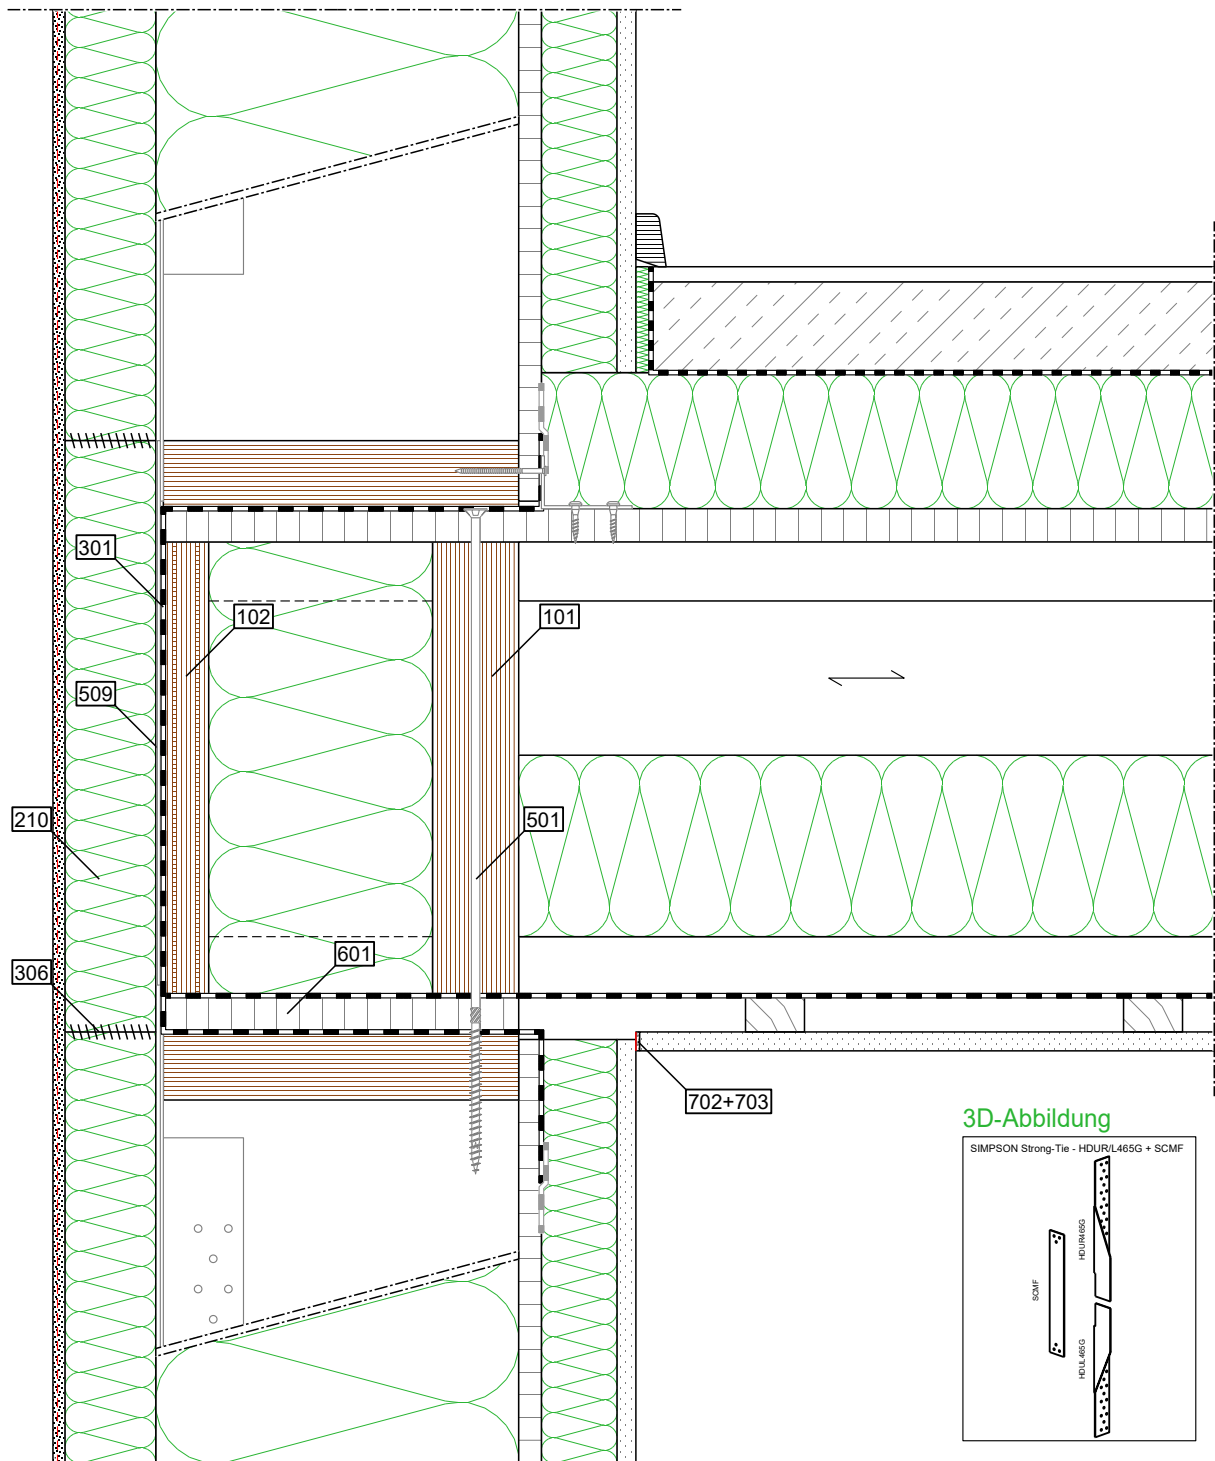 301
102
101
509
210
501
601
306
702+703
3D-Abbildung
SIMPSON Strong-Tie - HDUR/L465G + SCMF
HDUR465G
SCMF
HDUL465G